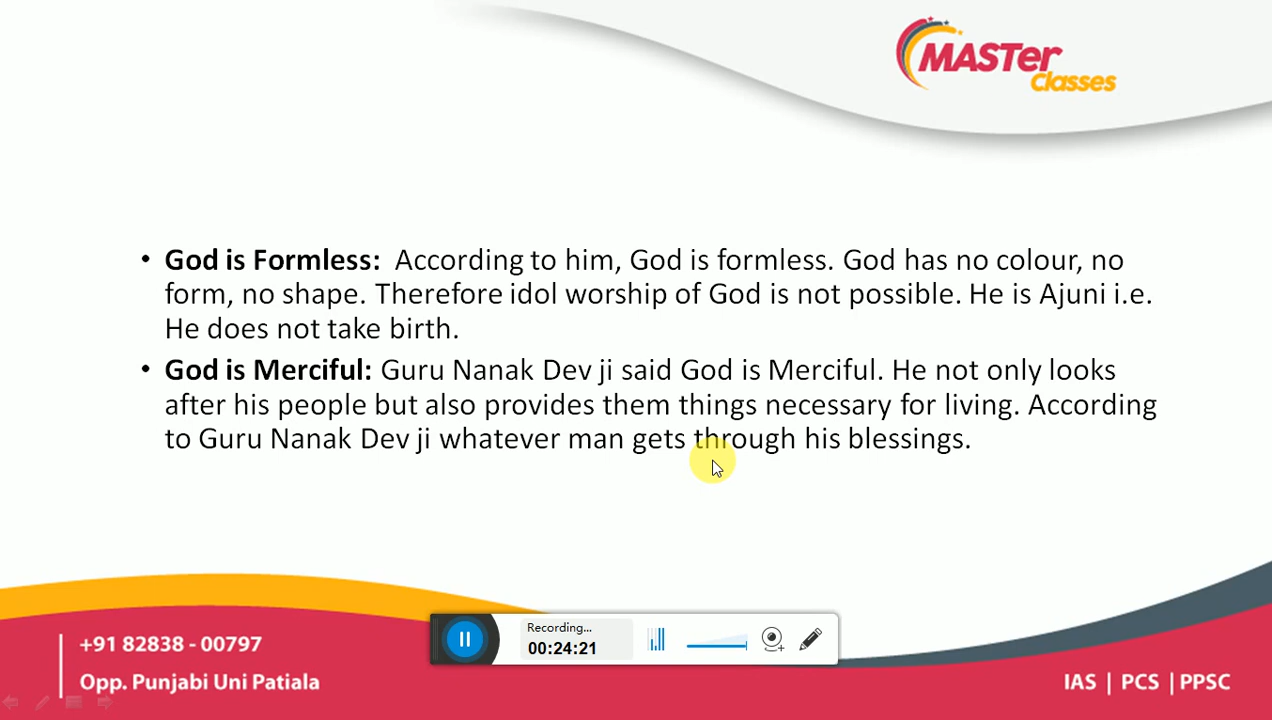 MASTer
Classes
• God is Formless: According to him, God is formless. God has no colour, no
form, no shape. Therefore idol worship of God is not possible. He is Ajuni i.e.
He does not take birth.
• God is Merciful: Guru Nanak Dev ji said God is Merciful. He not only looks
after his people but also provides them things necessary for living. According
to Guru Nanak Dev ji whatever man gets through his blessings.
Recording...
00:24:21
+91 82838 - 00797
Opp. Punjabi Uni Patiala
IAS | PCS | PPSC